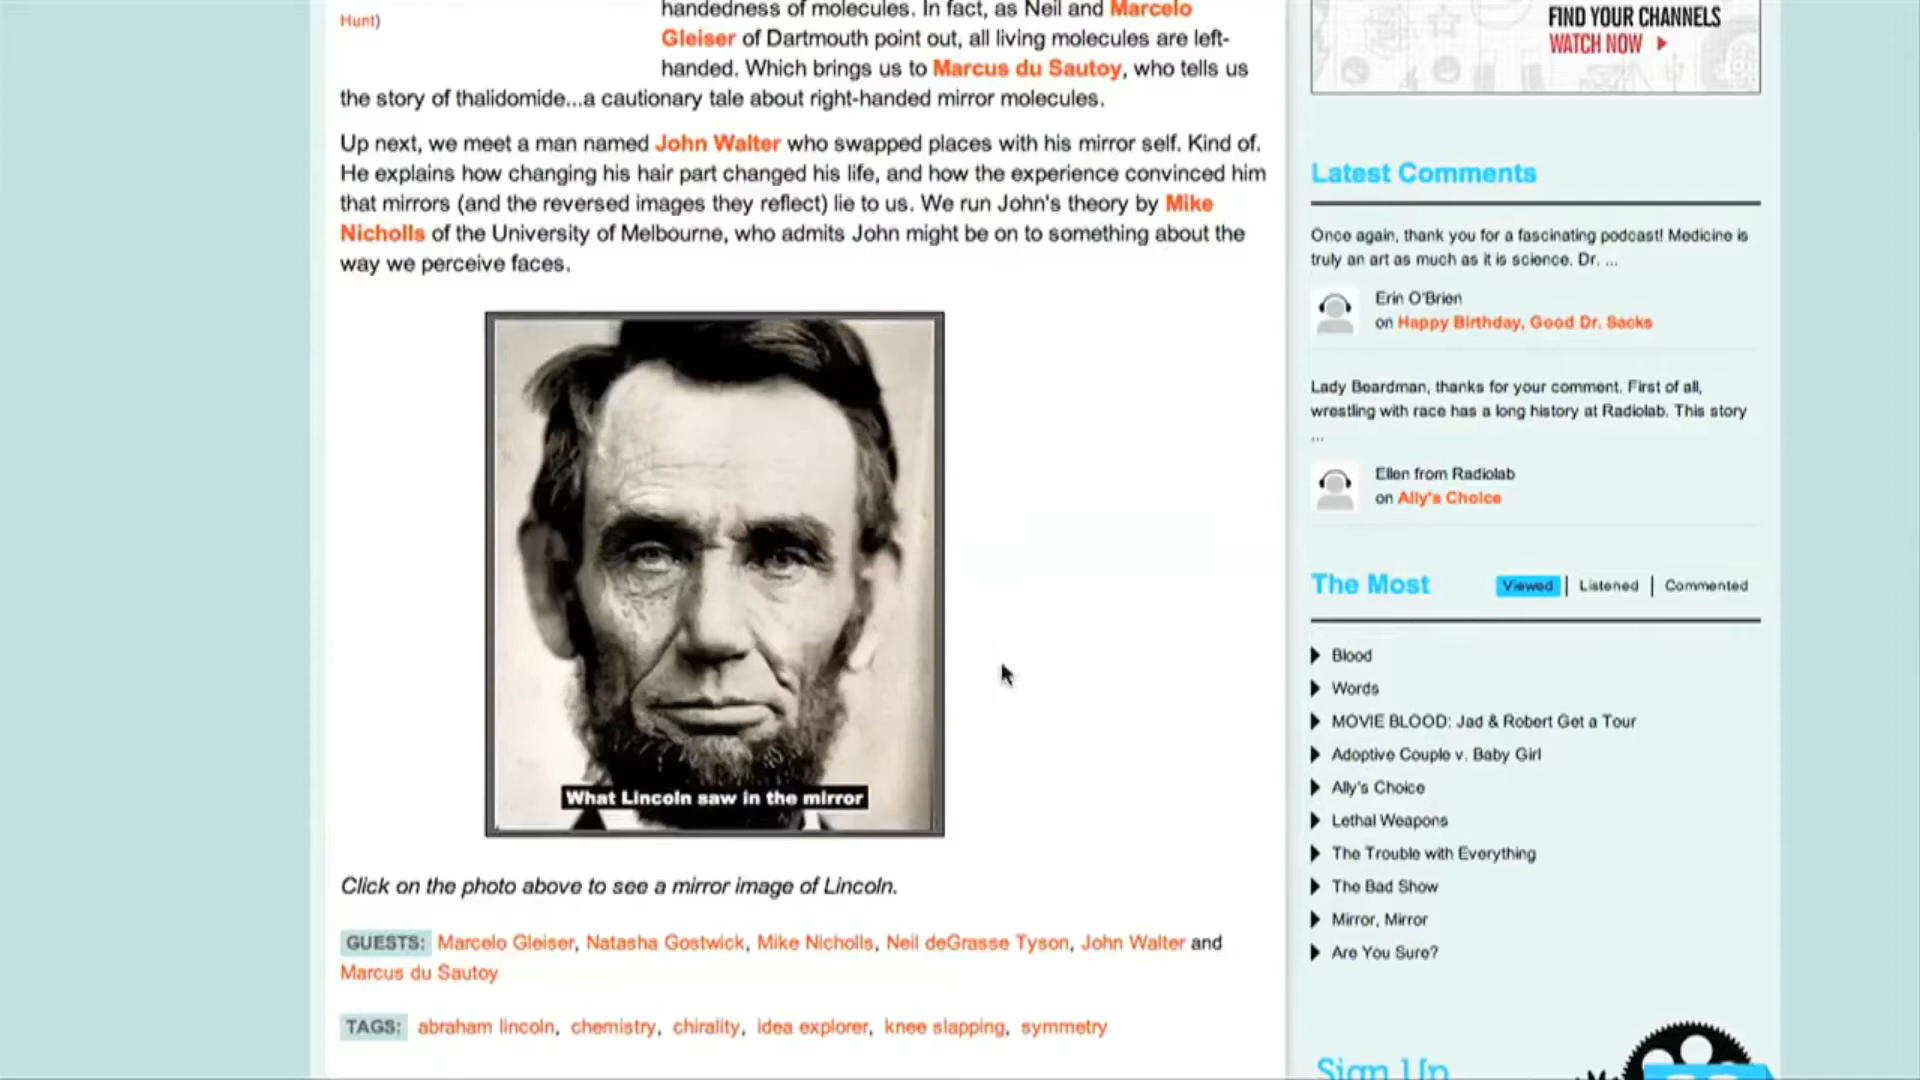 handedness of molecules. In fact, as Neil and Marcelo
Hunt)
Gleiser of Dartmouth point out, all living molecules are left-
handed. Which brings us to Marcus du Sautoy, who tells us
the story of thalidomide...a cautionary tale about right-handed mirror molecules.
Up next, we meet a man named John Walter who swapped places with his mirror self. Kind of.
He explains how changing his hair part changed his life, and how the experience convinced him
that mirrors (and the reversed images they reflect) lie to us. We run John's theory by Mike
Nicholls of the University of Melbourne, who admits John might be on to something about the
way we perceive faces.
What Lincoln saw in the mirror
Click on the photo above to see a mirror image of Lincoln.
GUESTS: Marcelo Gleiser, Natasha Gostwick, Mike Nicholls, Neil deGrasse Tyson, John Walter and
Marcus du Sautoy
TAGS: abraham lincoln, chemistry, chirality, idea explorer, knee slapping, symmetry
FIND YOUR CHANNELS
WATCH NOW
Latest Comments
Once again, thank you for a fascinating podcast! Medicine is
truly an art as much as it is science. Dr. ...
Erin O'Brien
on Happy Birthday, Good Dr. Sacks
Lady Beardman, thanks for your comment. First of all,
wrestling with race has a long history at Radiolab. This story
...
Ellen from Radiolab
on Ally's Choice
The Most Viewed | Listened | Commented
Blood
Words
MOVIE BLOOD: Jad & Robert Get a Tour
Adoptive Couple v. Baby Girl
Ally's Choice
Lethal Weapons
The Trouble with Everything
The Bad Show
Mirror, Mirror
Are You Sure?
Sign Up